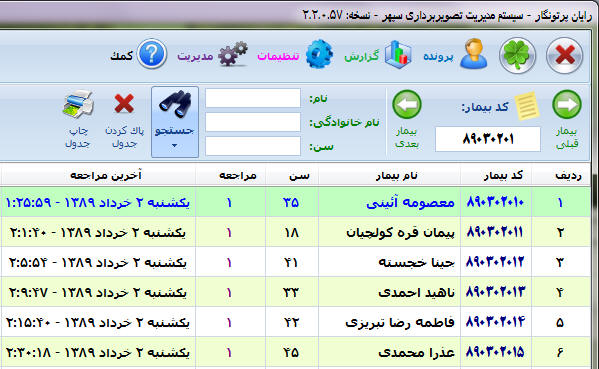 رایان پرتونگار - سیستم مدیریت تصویربرداری سپهر - نسخه: ۲.۲.۰.۵۷
پرونده گزارش تنظیمات مدیریت کمک
بیمار قبلی
کد بیمار:
۸۹۰۳۰۲۰۱
بیمار بعدی
نام:
نام خانوادگی:
سن:
جستجو
پاک کردن جدول
چاپ جدول
ردیف کد بیمار نام بیمار سن مراجعه آخرین مراجعه
۱ ۸۹۰۳۰۲۰۱۰ معصومه آئینی ۳۵ ۱ یکشنبه ۲ خرداد ۱۳۸۹ - ۱:۲۵:۵۹
۲ ۸۹۰۳۰۲۰۱۱ پیمان قره کولچیان ۱۸ ۱ یکشنبه ۲ خرداد ۱۳۸۹ - ۲:۱:۴۰
۳ ۸۹۰۳۰۲۰۱۲ جینا خجسته ۴۱ ۱ یکشنبه ۲ خرداد ۱۳۸۹ - ۲:۵:۵۴
۴ ۸۹۰۳۰۲۰۱۳ ناهید احمدی ۳۳ ۱ یکشنبه ۲ خرداد ۱۳۸۹ - ۲:۹:۴۷
۵ ۸۹۰۳۰۲۰۱۴ فاطمه رضا تبریزی ۴۲ ۱ یکشنبه ۲ خرداد ۱۳۸۹ - ۲:۱۵:۴۰
۶ ۸۹۰۳۰۲۰۱۵ عذرا محمدی ۴۵ ۱ یکشنبه ۲ خرداد ۱۳۸۹ - ۲:۳۰:۱۸